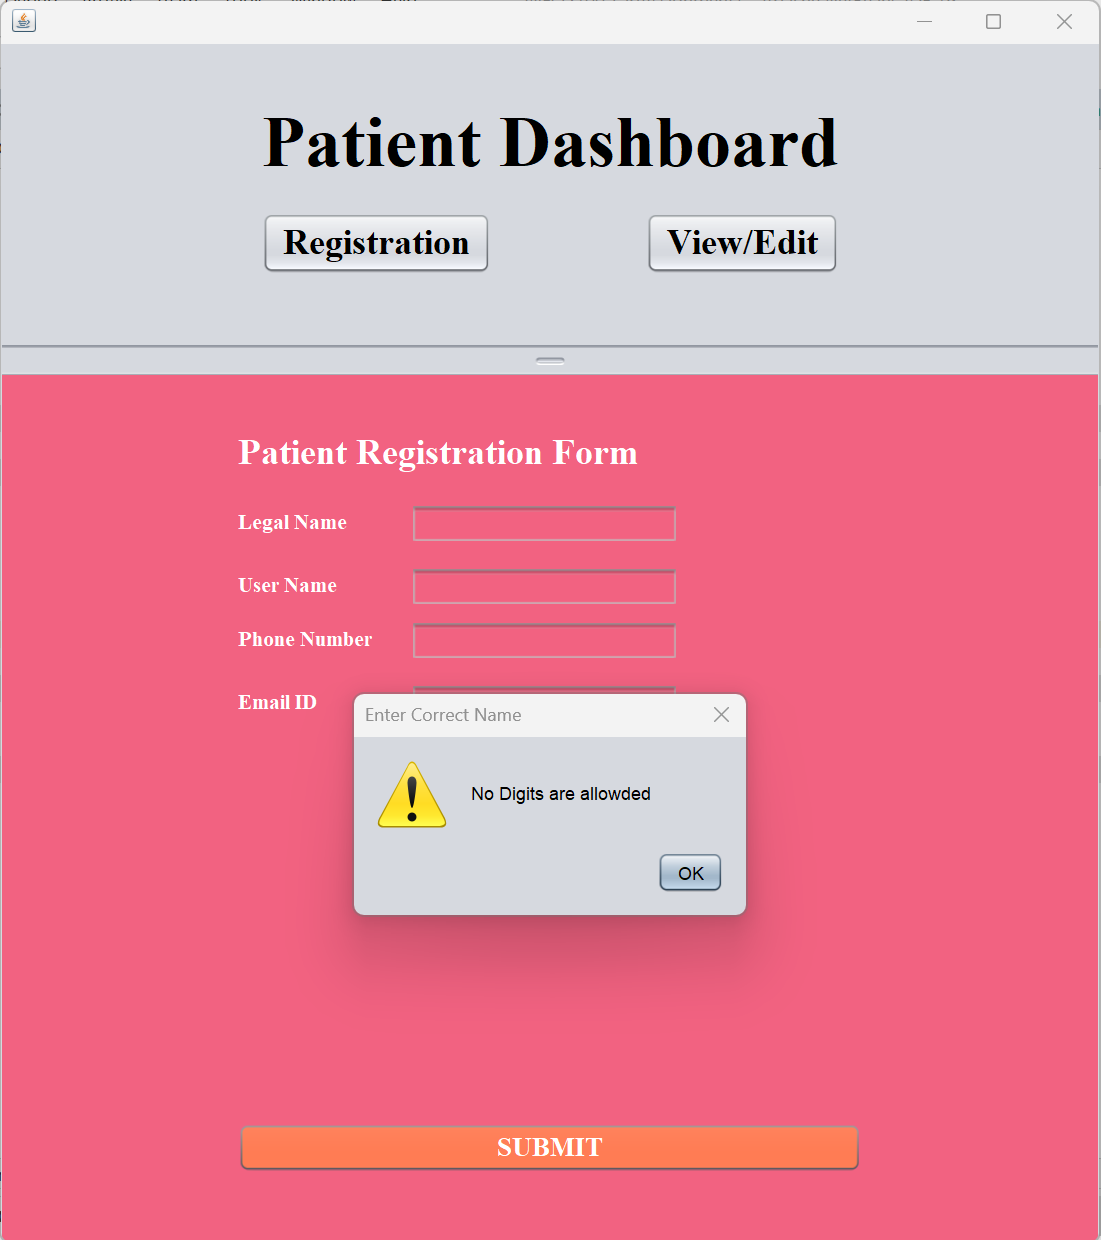 Patient Dashboard
Registration
View/Edit
Patient Registration Form
Legal Name
User Name
Phone Number
Email ID
Enter Correct Name
No Digits are allowded
OK
SUBMIT